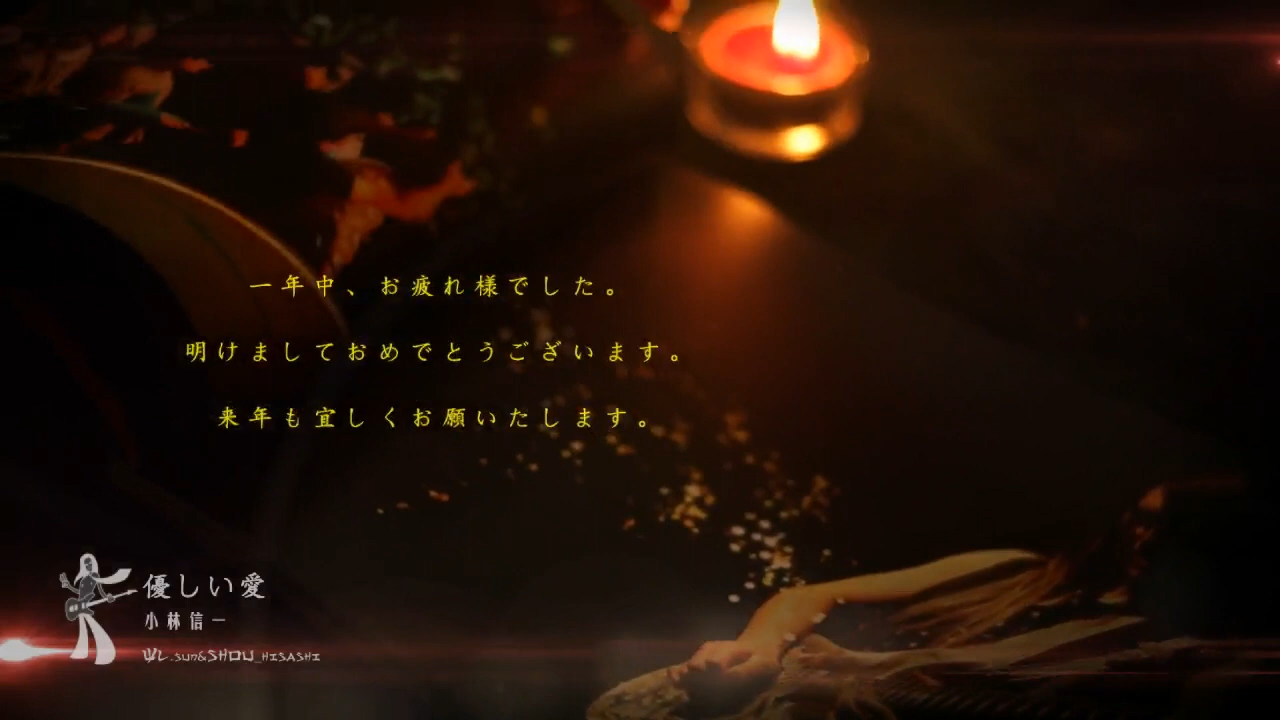 一年中、お疲れ様でした。
明けましておめでとうございます。
来年も宜しくお願いたします。
優しい愛
小林信一
WL.sun&SHOU_HISASHI